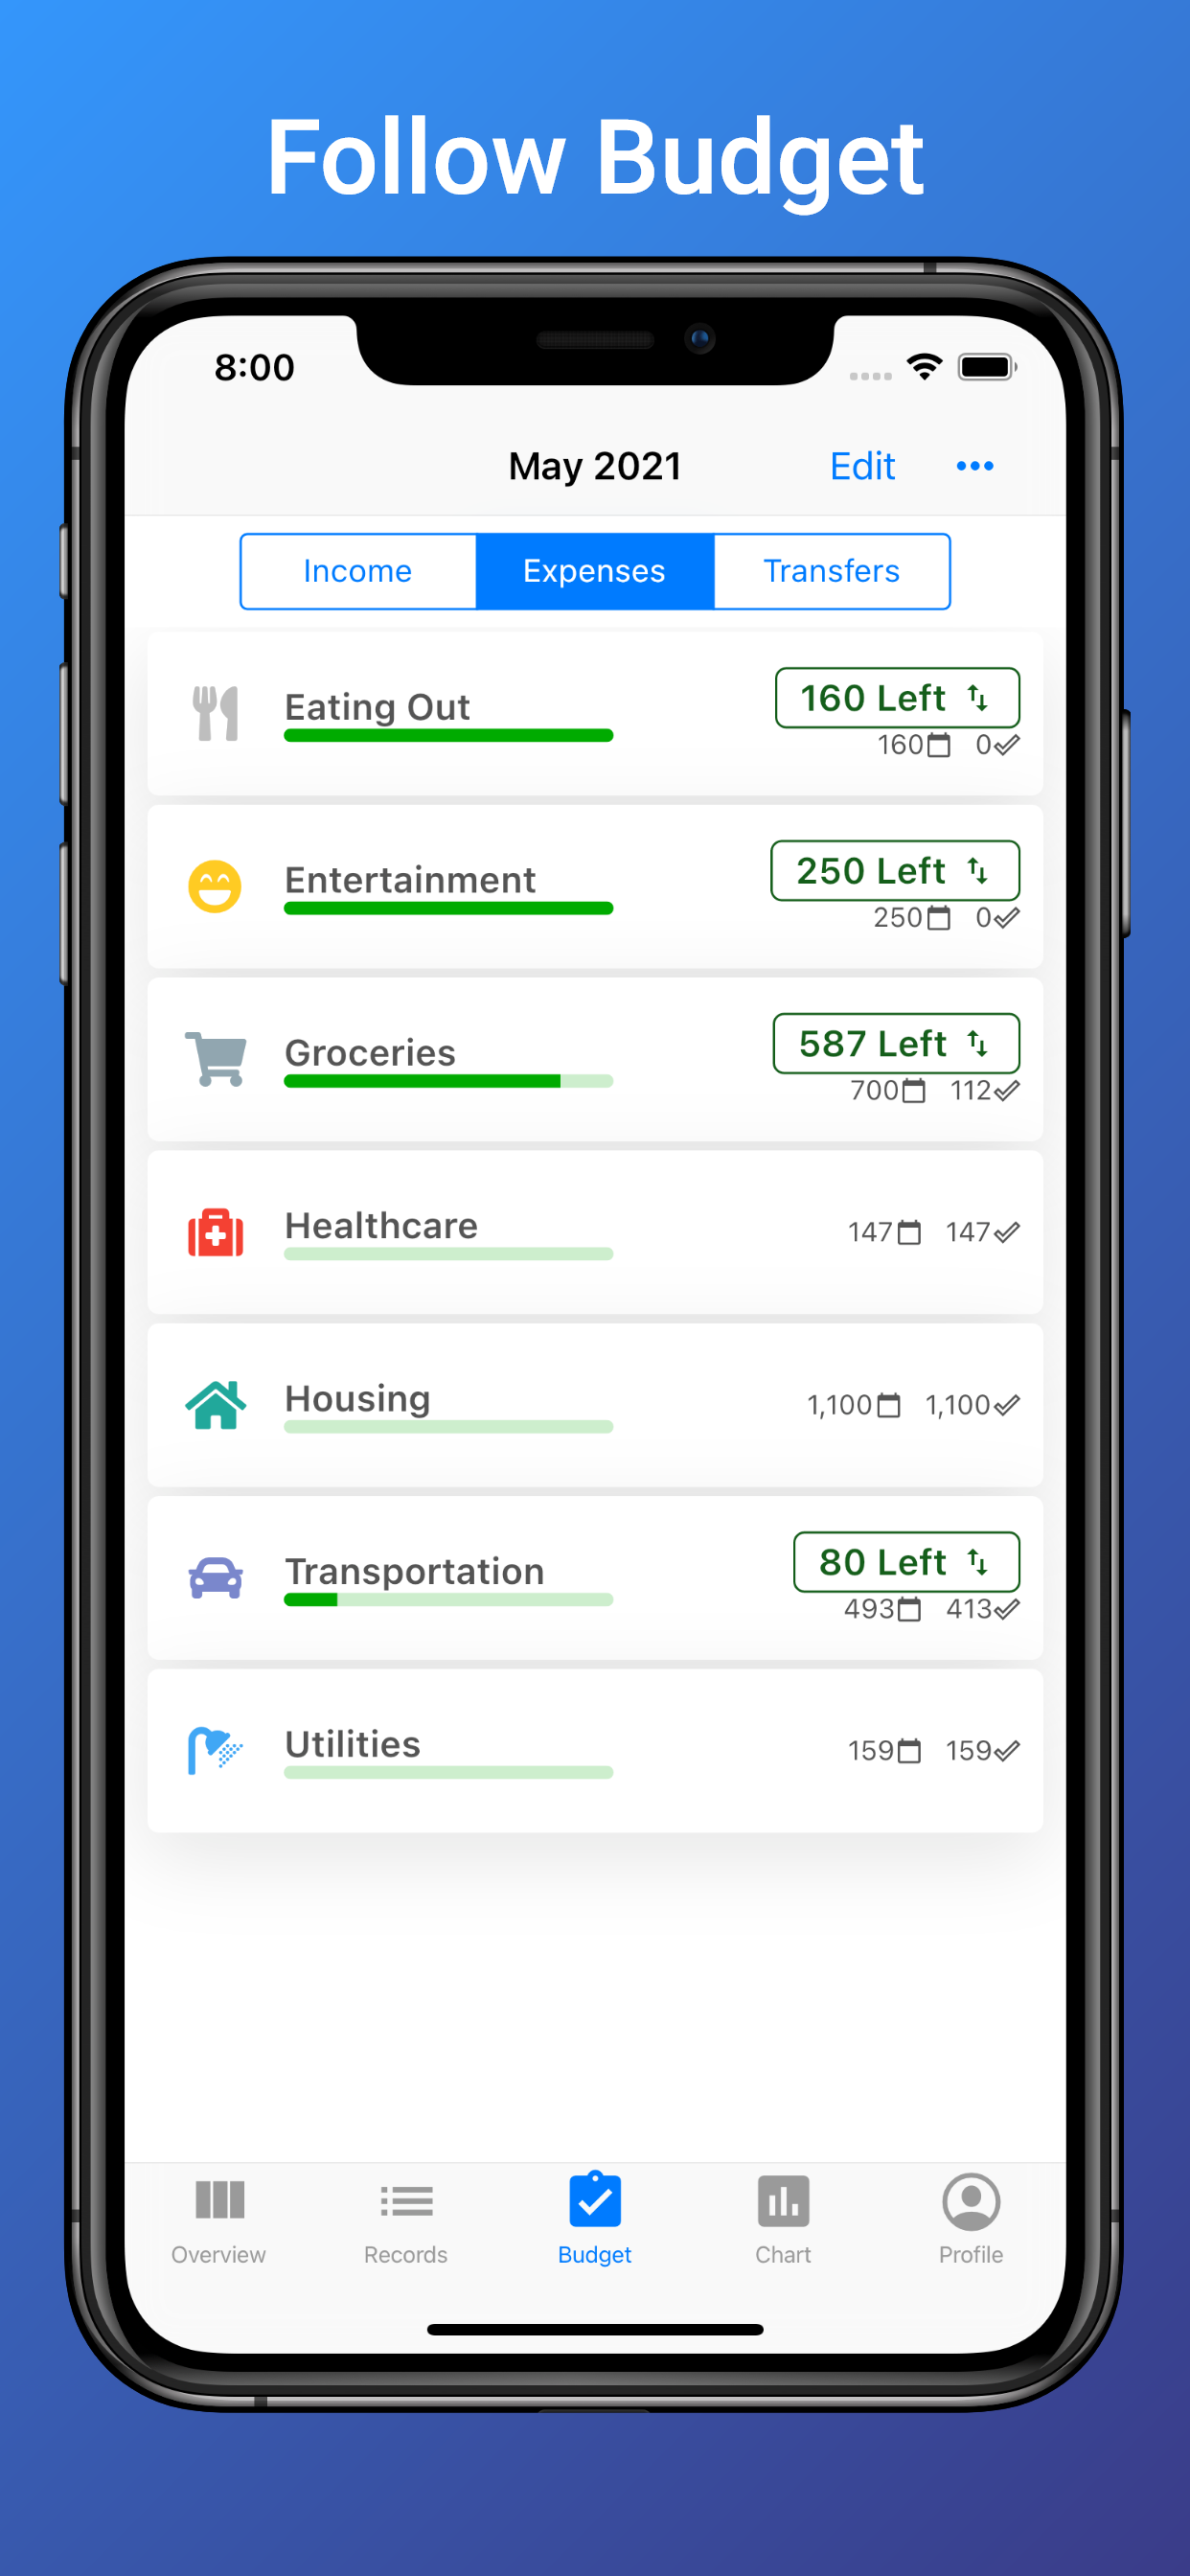 Follow Budget
8:00
May 2021 Edit
Income Expenses Transfers
Eating Out 160 Left
160 0
Entertainment 250 Left
250 0
Groceries 587 Left
700 112
Healthcare 147 147
Housing 1,100 1,100
Transportation 80 Left
493 413
Utilities 159 159
Overview Records Budget Chart Profile